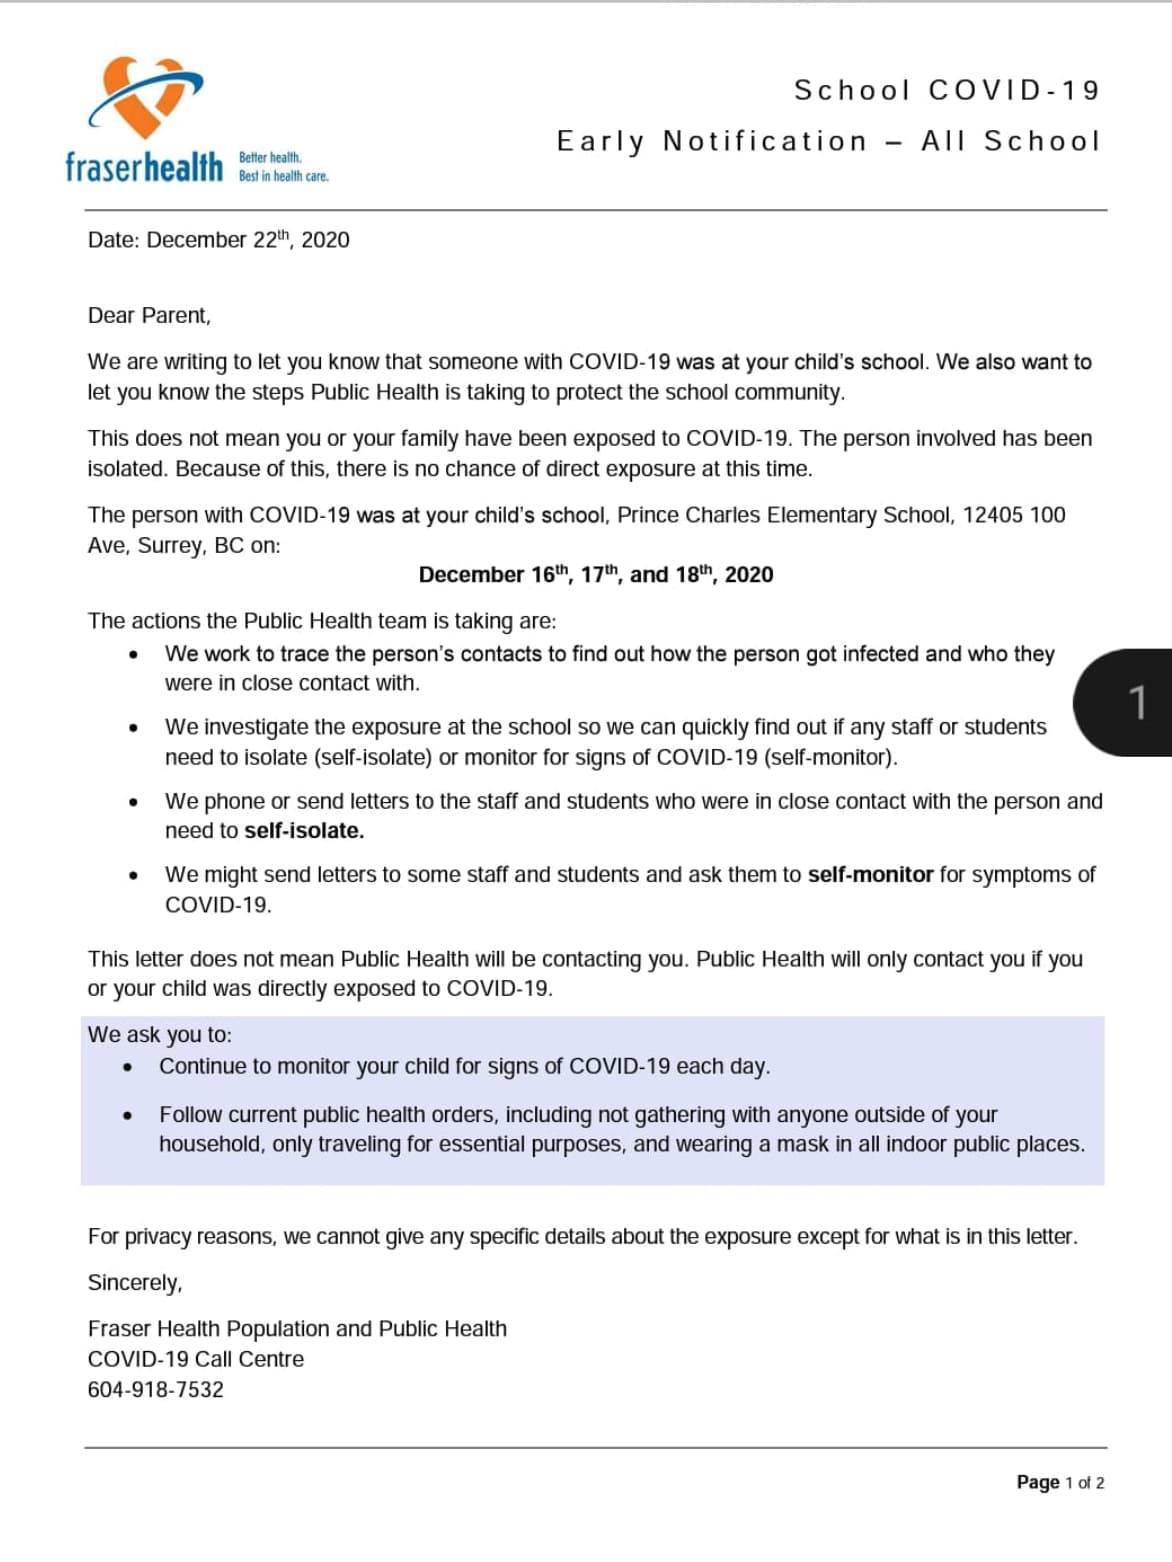 School COVID-19
Early Notification – All School
fraserhealth
Better health.
Best in health care.
Date: December 22th, 2020
Dear Parent,
We are writing to let you know that someone with COVID-19 was at your child's school. We also want to
let you know the steps Public Health is taking to protect the school community.
This does not mean you or your family have been exposed to COVID-19. The person involved has been
isolated. Because of this, there is no chance of direct exposure at this time.
The person with COVID-19 was at your child's school, Prince Charles Elementary School, 12405 100
Ave, Surrey, BC on:
December 16th, 17th, and 18th, 2020
The actions the Public Health team is taking are:
• We work to trace the person's contacts to find out how the person got infected and who they
were in close contact with.
• We investigate the exposure at the school so we can quickly find out if any staff or students
need to isolate (self-isolate) or monitor for signs of COVID-19 (self-monitor).
• We phone or send letters to the staff and students who were in close contact with the person and
need to self-isolate.
• We might send letters to some staff and students and ask them to self-monitor for symptoms of
COVID-19.
1
This letter does not mean Public Health will be contacting you. Public Health will only contact you if you
or your child was directly exposed to COVID-19.
We ask you to:
• Continue to monitor your child for signs of COVID-19 each day.
• Follow current public health orders, including not gathering with anyone outside of your
household, only traveling for essential purposes, and wearing a mask in all indoor public places.
For privacy reasons, we cannot give any specific details about the exposure except for what is in this letter.
Sincerely,
Fraser Health Population and Public Health
COVID-19 Call Centre
604-918-7532
Page 1 of 2